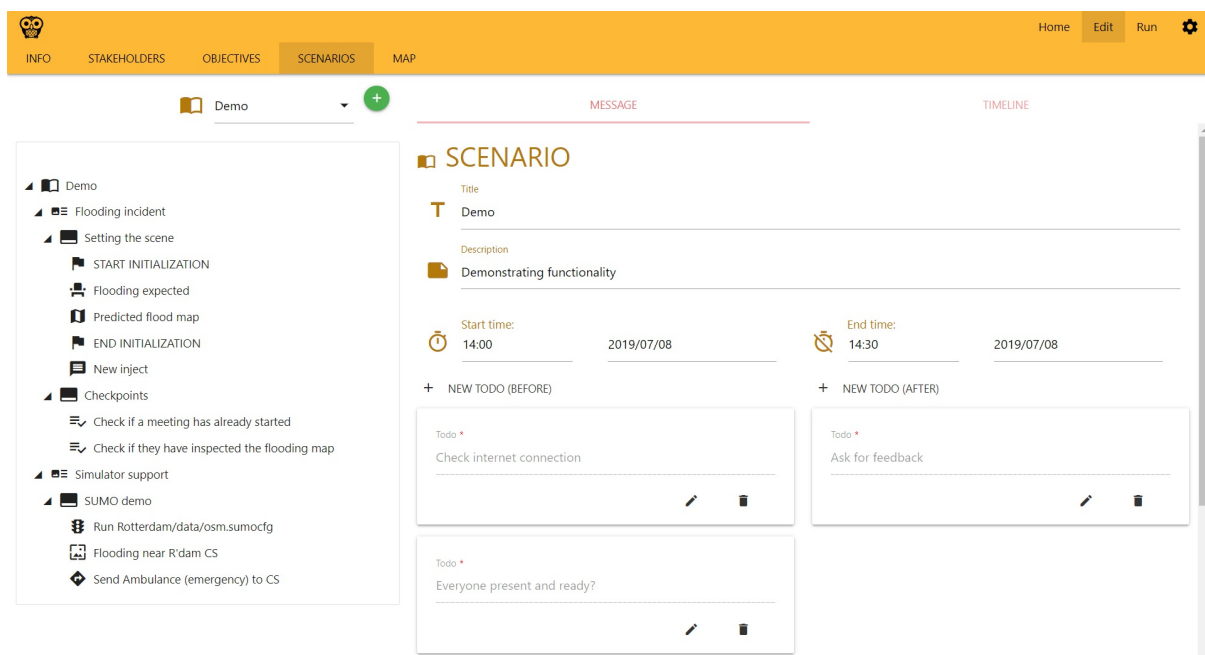 Home Edit Run
INFO STAKEHOLDERS OBJECTIVES SCENARIOS MAP
Demo
MESSAGE TIMELINE
Demo
Flooding incident
Setting the scene
START INITIALIZATION
Flooding expected
Predicted flood map
END INITIALIZATION
New inject
Checkpoints
Check if a meeting has already started
Check if they have inspected the flooding map
Simulator support
SUMO demo
Run Rotterdam/data/osm.sumocfg
Flooding near R'dam CS
Send Ambulance (emergency) to CS
SCENARIO
Title
Demo
Description
Demonstrating functionality
Start time:
14:00 2019/07/08
End time:
14:30 2019/07/08
+ NEW TODO (BEFORE)
Todo *
Check internet connection
Todo *
Everyone present and ready?
+ NEW TODO (AFTER)
Todo *
Ask for feedback